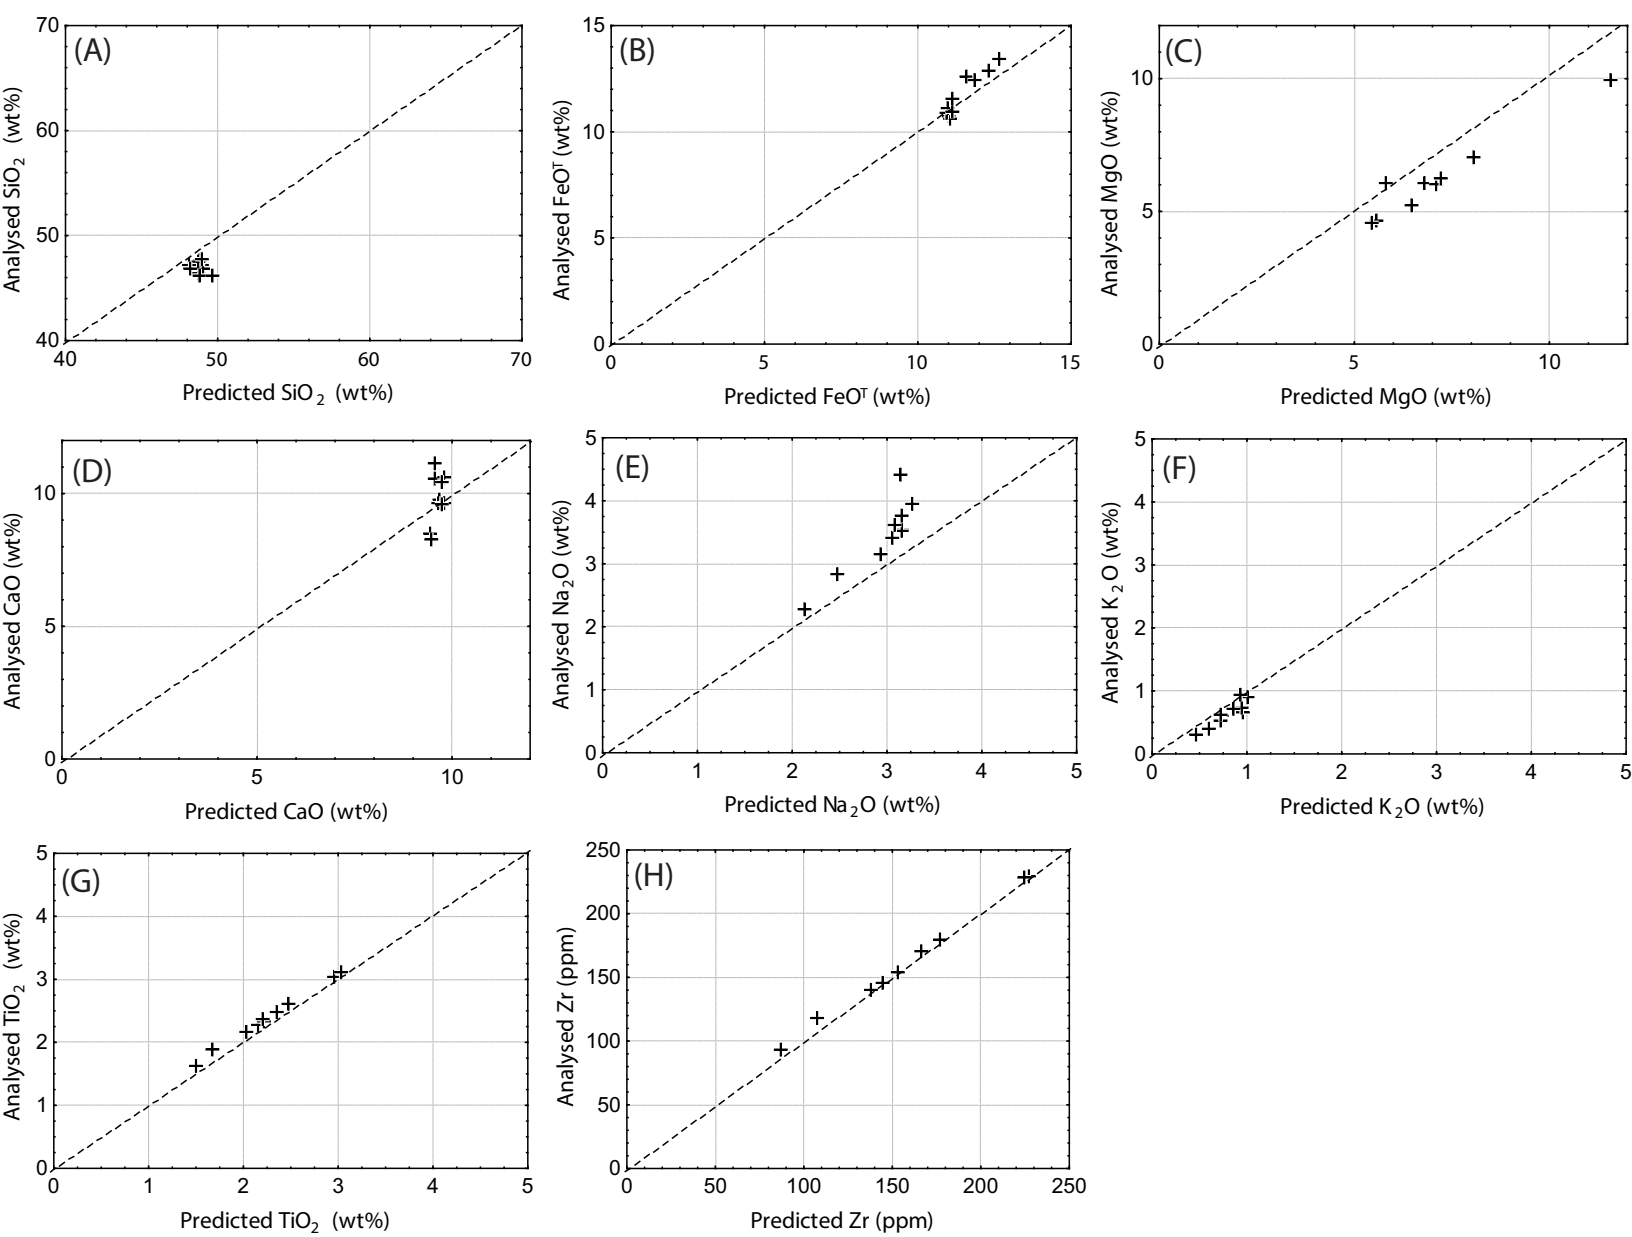 (A)
70
60
50
40
40 50 60 70
Analysed SiO2 (wt%)
Predicted SiO2 (wt%)
(B)
15
10
5
0
0 5 10 15
Analysed FeOT (wt%)
Predicted FeOT (wt%)
(C)
10
5
0
0 5 10
Analysed MgO (wt%)
Predicted MgO (wt%)
(D)
10
5
0
0 5 10
Analysed CaO (wt%)
Predicted CaO (wt%)
(E)
5
4
3
2
1
0
0 1 2 3 4 5
Analysed Na2O (wt%)
Predicted Na2O (wt%)
(F)
5
4
3
2
1
0
0 1 2 3 4 5
Analysed K2O (wt%)
Predicted K2O (wt%)
(G)
5
4
3
2
1
0
0 1 2 3 4 5
Analysed TiO2 (wt%)
Predicted TiO2 (wt%)
(H)
250
200
150
100
50
0
0 50 100 150 200 250
Analysed Zr (ppm)
Predicted Zr (ppm)